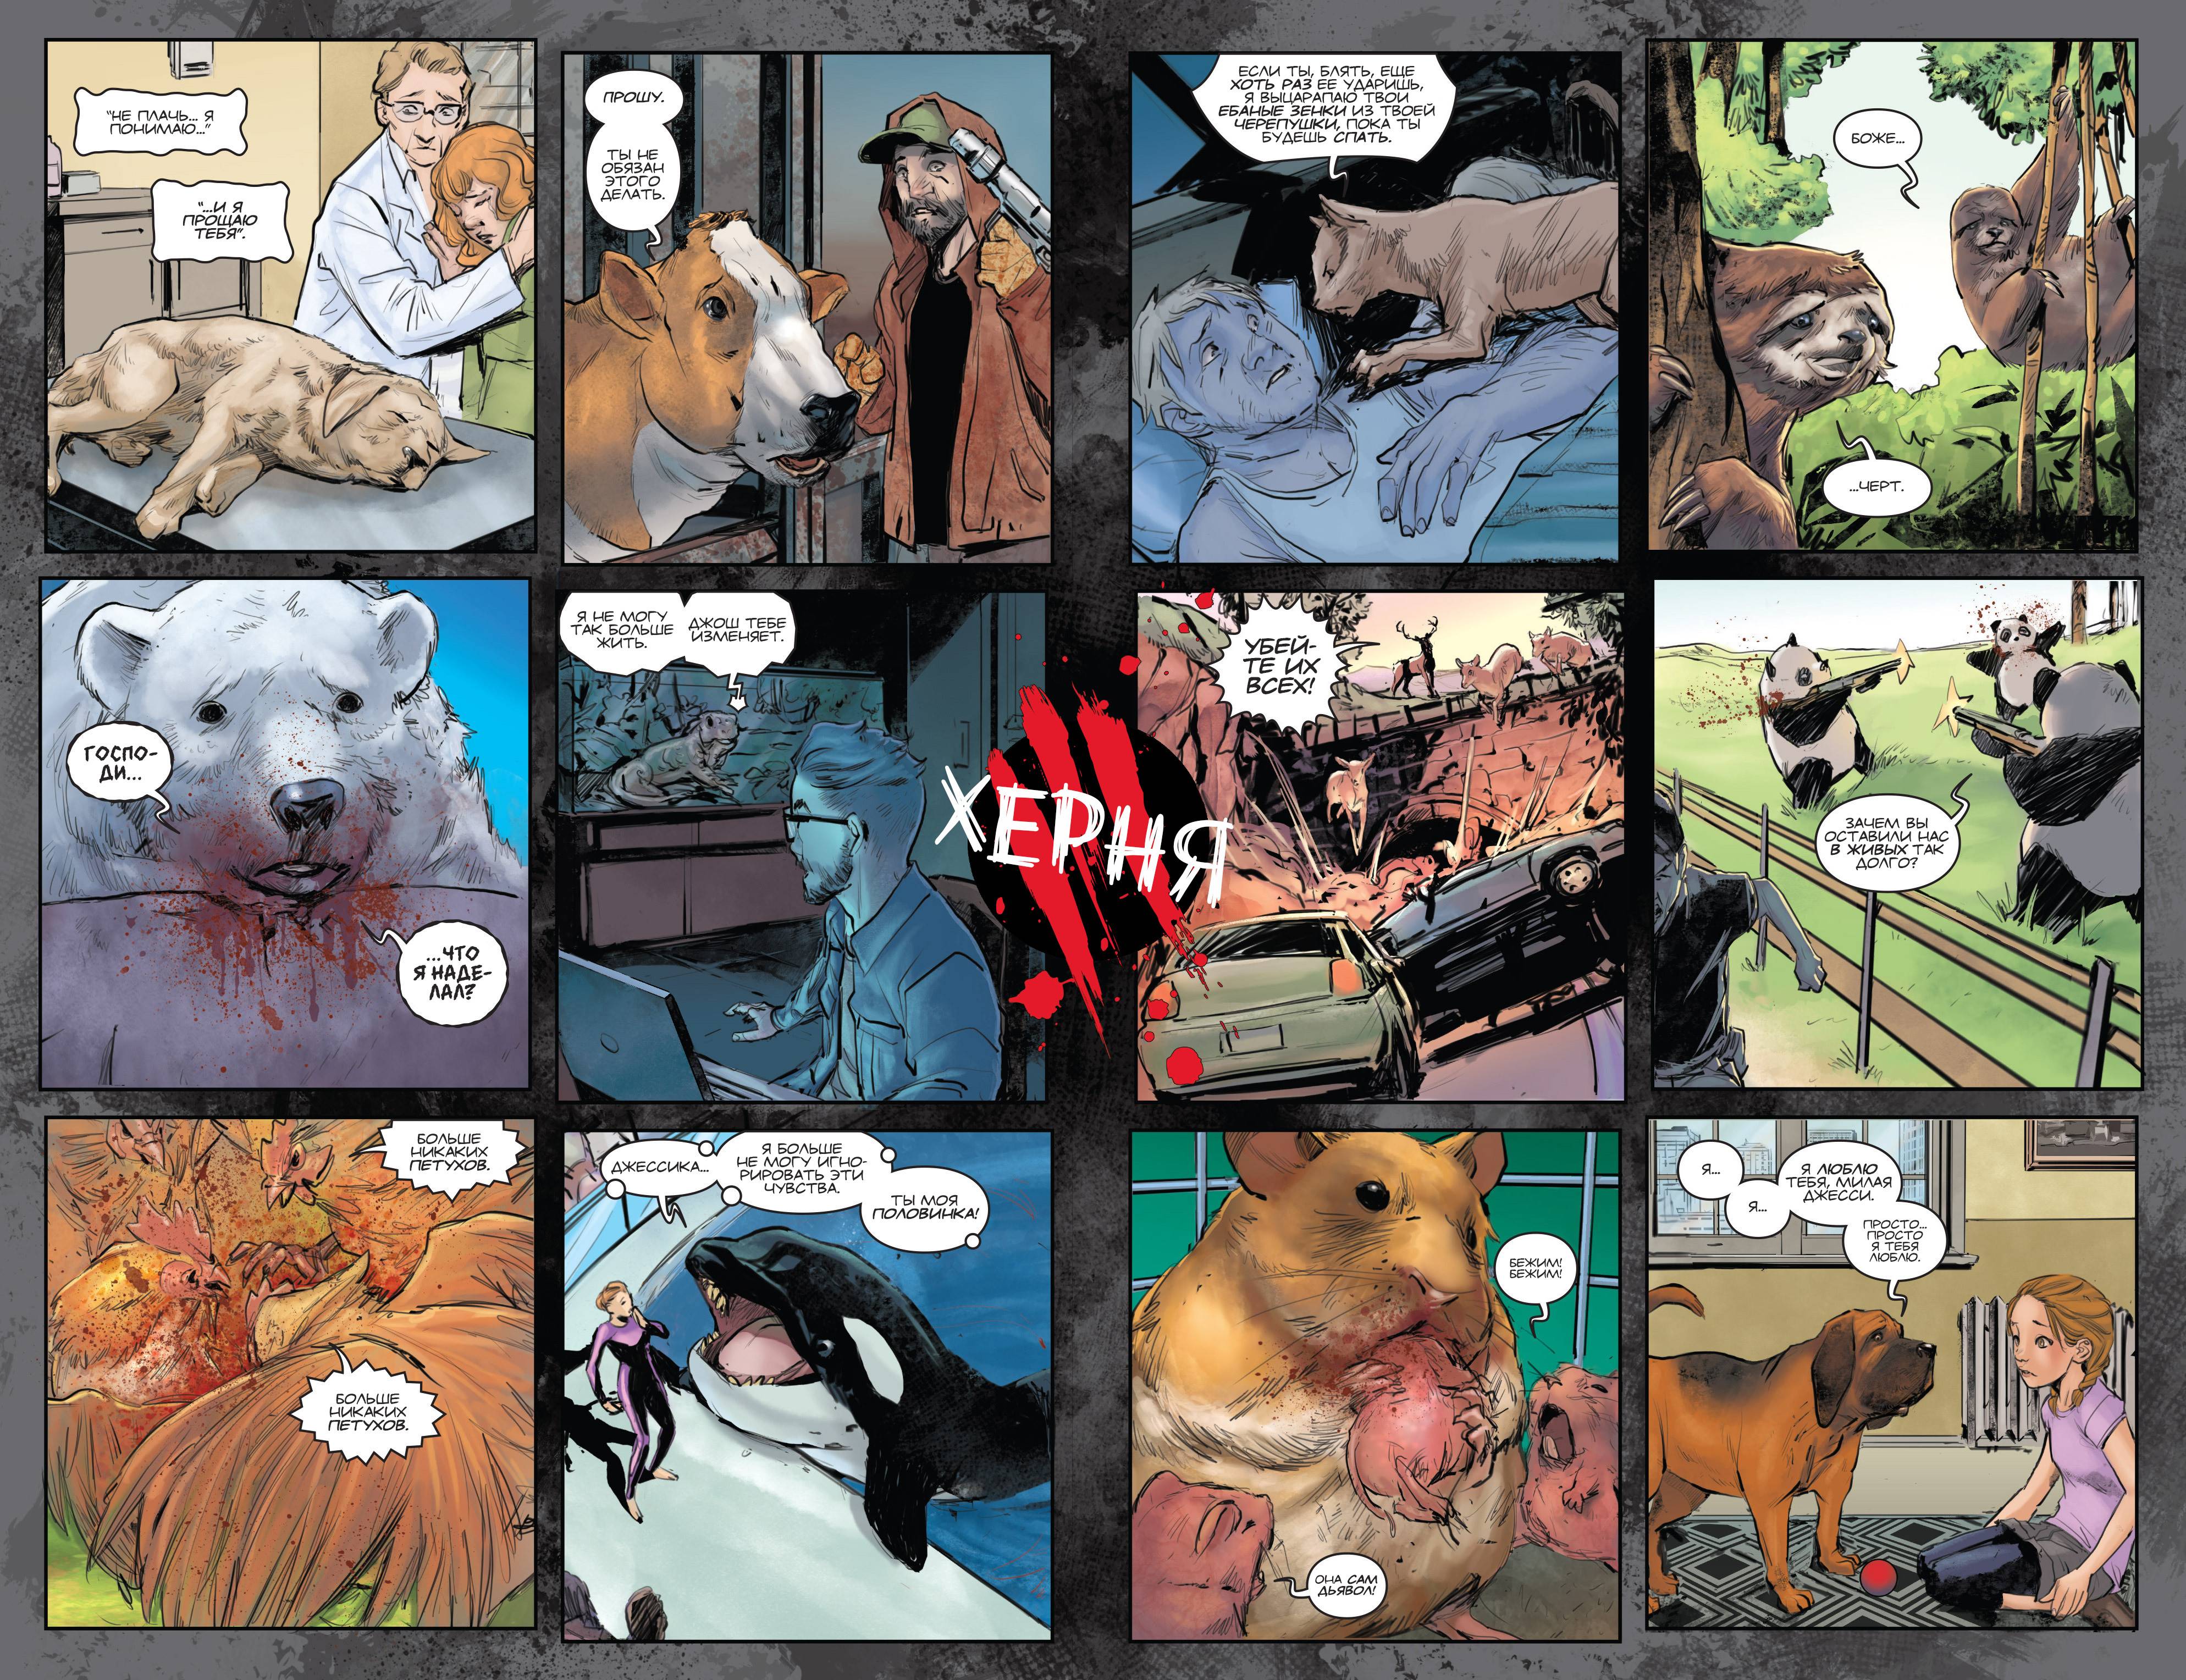 "НЕ ПЛАЧЬ... Я
ПОНИМАЮ..."
"...И Я
ПРОЩАЮ
ТЕБЯ".
ПРОШУ.
ТЫ НЕ
ОБЯЗАН
ЭТОГО
ДЕЛАТЬ.
ЕСЛИ ТЫ, БЛЯТЬ, ЕЩЕ
ХОТЬ РАЗ ЕЕ УДАРИШЬ,
Я ВЫЦАРАПАЮ ТВОИ
ЕБАНЫЕ ЗЕНКИ ИЗ ТВОЕЙ
ЧЕРЕПУШКИ, ПОКА ТЫ
БУДЕШЬ СПАТЬ.
БОЖЕ...
...ЧЕРТ.
ГОСПО-
ДИ...
...ЧТО
Я НАДЕ-
ЛАЛ?
Я НЕ МОГУ
ТАК БОЛЬШЕ
ЖИТЬ.
ДЖОШ ТЕБЕ
ИЗМЕНЯЕТ.
ХЕРНЯ
УБЕЙ-
ТЕ ИХ
ВСЕХ!
ЗАЧЕМ ВЫ
ОСТАВИЛИ НАС
В ЖИВЫХ ТАК
ДОЛГО?
БОЛЬШЕ
НИКАКИХ
ПЕТУХОВ.
БОЛЬШЕ
НИКАКИХ
ПЕТУХОВ.
ДЖЕССИКА...
Я БОЛЬШЕ
НЕ МОГУ ИГНО-
РИРОВАТЬ ЭТИ
ЧУВСТВА.
ТЫ МОЯ
ПОЛОВИНКА!
БЕЖИМ!
БЕЖИМ!
ОНА САМ
ДЬЯВОЛ!
Я...
Я...
Я ЛЮБЛЮ
ТЕБЯ, МИЛАЯ
ДЖЕССИ.
ПРОСТО...
ПРОСТО
Я ТЕБЯ
ЛЮБЛЮ.